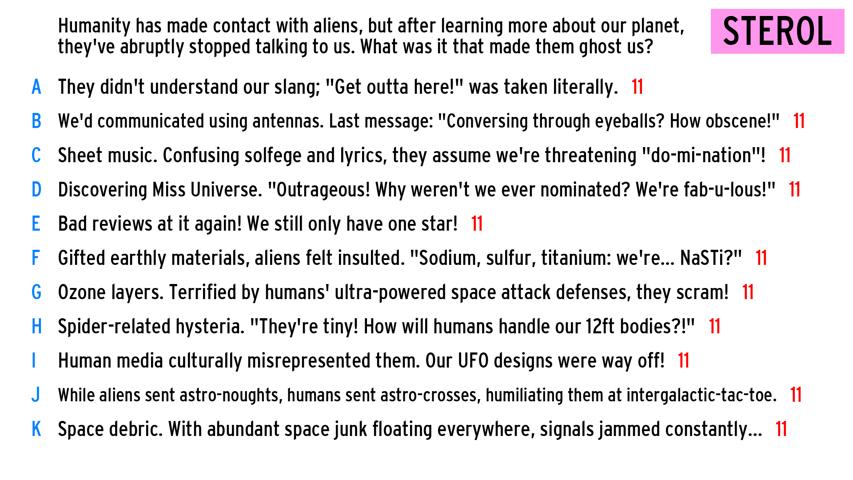 Humanity has made contact with aliens, but after learning more about our planet,
they've abruptly stopped talking to us. What was it that made them ghost us?
STEROL
A They didn't understand our slang; "Get outta here!" was taken literally. 11
B We'd communicated using antennas. Last message: "Conversing through eyeballs? How obscene!" 11
C Sheet music. Confusing solfege and lyrics, they assume we're threatening "do-mi-nation"! 11
D Discovering Miss Universe. "Outrageous! Why weren't we ever nominated? We're fab-u-lous!" 11
E Bad reviews at it again! We still only have one star! 11
F Gifted earthly materials, aliens felt insulted. "Sodium, sulfur, titanium: we're... NaSTi?" 11
G Ozone layers. Terrified by humans' ultra-powered space attack defenses, they scram! 11
H Spider-related hysteria. "They're tiny! How will humans handle our 12ft bodies?!" 11
I Human media culturally misrepresented them. Our UFO designs were way off! 11
J While aliens sent astro-noughts, humans sent astro-crosses, humiliating them at intergalactic-tac-toe. 11
K Space debric. With abundant space junk floating everywhere, signals jammed constantly... 11